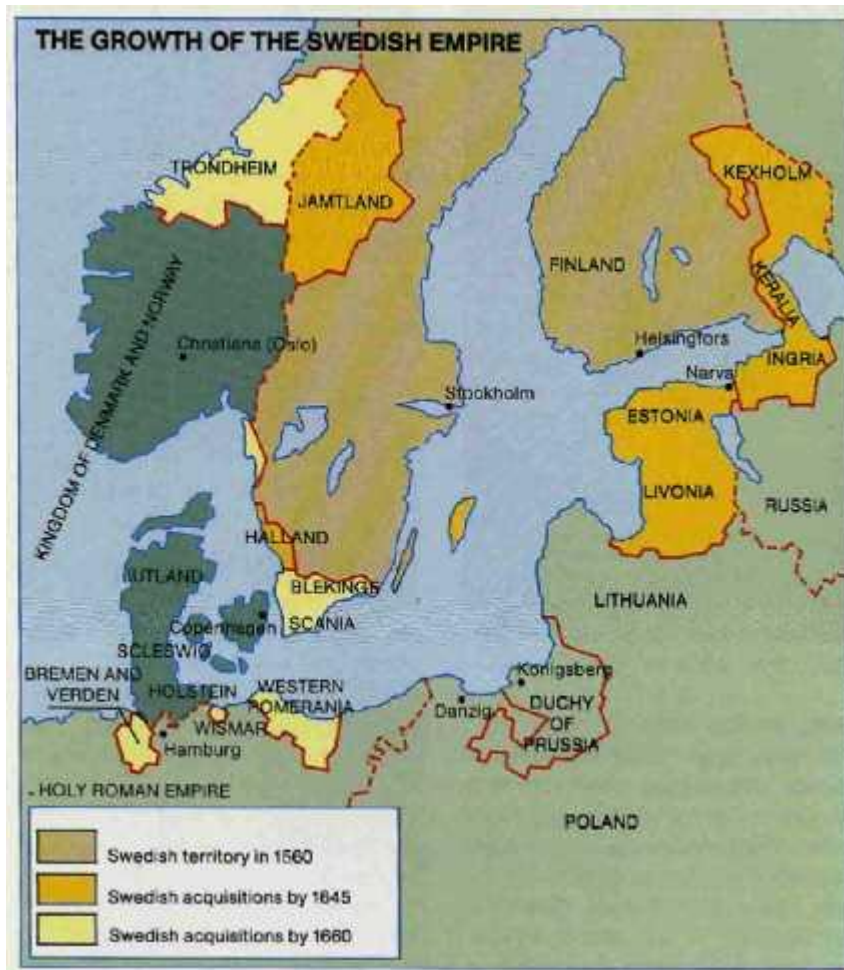 THE GROWTH OF THE SWEDISH EMPIRE
TRONDHEIM
JAMTLAND
KEXHOLM
FINLAND
KERALIA
KINGDOM OF DENMARK AND NORWAY
Christiana (Oslo)
Helsingfors
INGRIA
Narva
Stockholm
ESTONIA
LIVONIA
RUSSIA
HALLAND
JUTLAND
BLEKINGE
LITHUANIA
Copenhagen
SCANIA
SCLESWIG
BREMEN AND
VERDEN
HOLSTEIN
WESTERN
POMERANIA
Königsberg
WISMAR
Danzig
DUCHY
OF
PRUSSIA
Hamburg
HOLY ROMAN EMPIRE
POLAND
Swedish territory in 1560
Swedish acquisitions by 1645
Swedish acquisitions by 1660